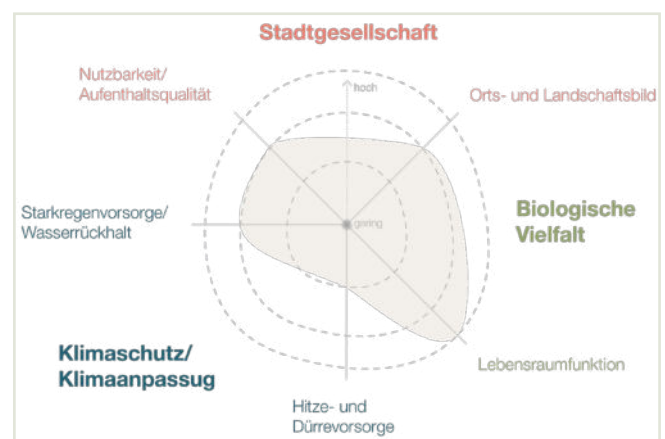 Stadtgesellschaft
Nutzbarkeit/
Aufenthaltsqualität
hoch
Orts- und Landschaftsbild
Starkregenvorsorge/
Wasserrückhalt
gering
Biologische
Vielfalt
Klimaschutz/
Klimaanpassug
Lebensraumfunktion
Hitze- und
Dürrevorsorge